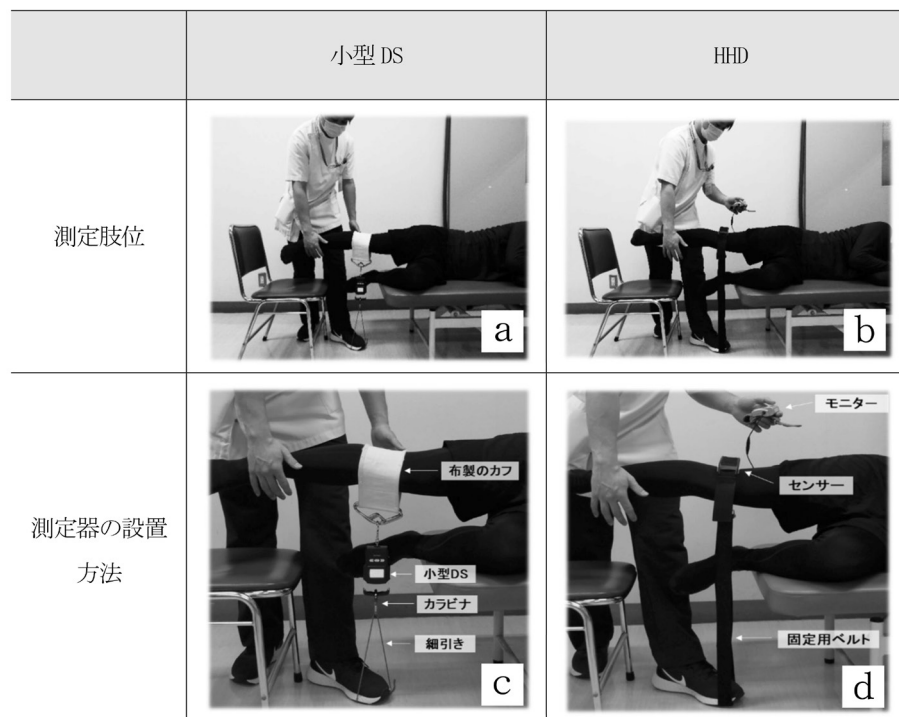 小型DS
HHD
測定肢位
a
b
測定器の設置
方法
布製のカフ
小型DS
カラビナ
細引き
c
モニター
センサー
固定用ベルト
d